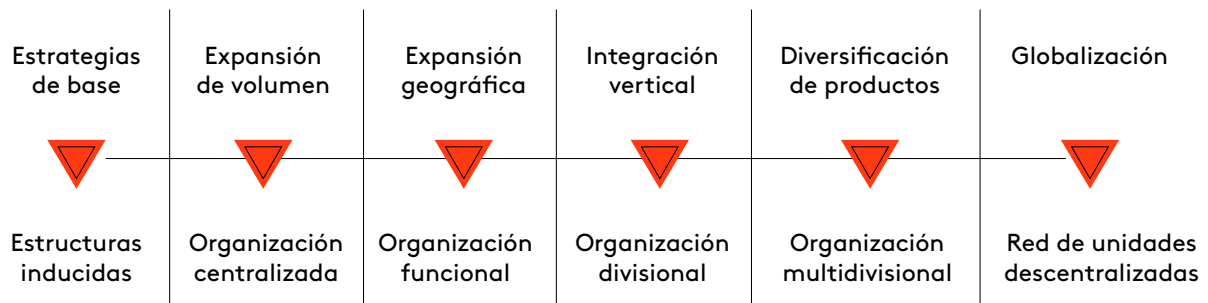 Estrategias
de base
Expansión
de volumen
Expansión
geográfica
Integración
vertical
Diversificación
de productos
Globalización
Estructuras
inducidas
Organización
centralizada
Organización
funcional
Organización
divisional
Organización
multidivisional
Red de unidades
descentralizadas